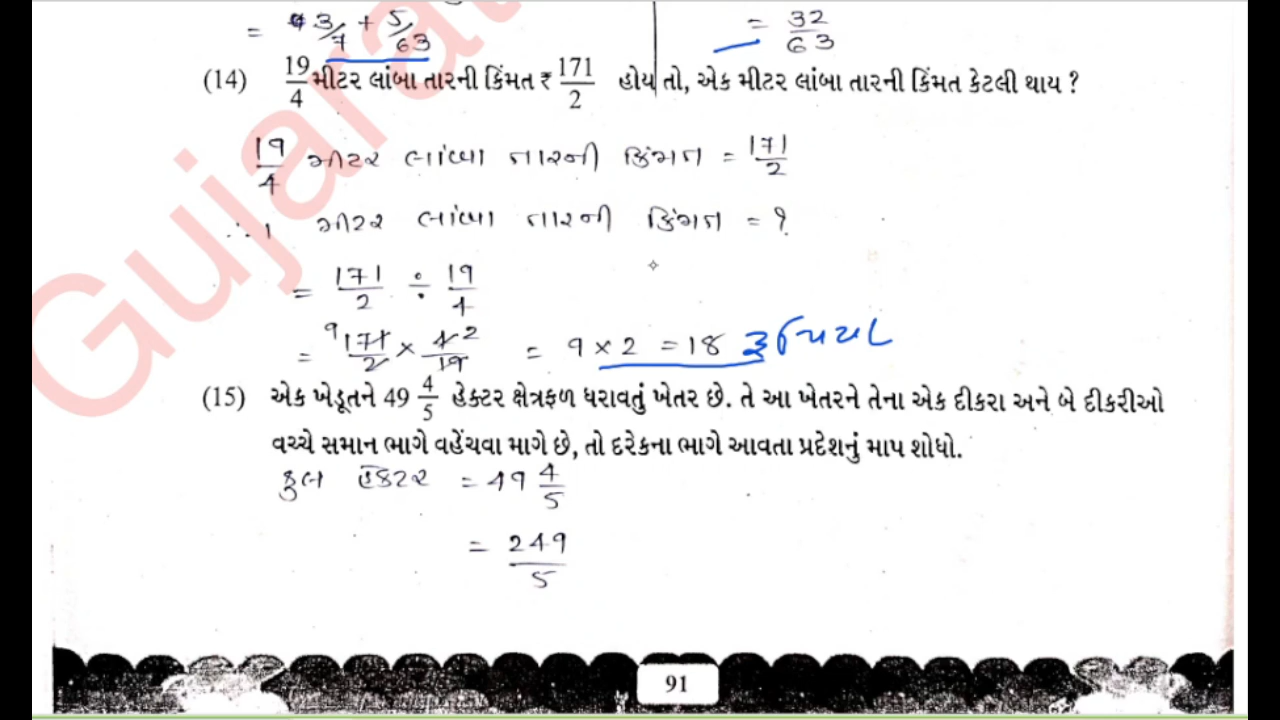 = 3/7 + 5/63
= 32/63
(14) 19/4 મીટર લાંબા તારની કિંમત ₹ 171/2 હોય તો, એક મીટર લાંબા તારની કિંમત કેટલી થાય ?
19/4 મીટર લાંબા તારની કિંમત = 171/2
∴ 1 મીટર લાંબા તારની કિંમત = ?
= 171/2 ÷ 19/4
= 9 171/2 × 4 2/19 = 9 × 2 = 18 રૂપિયા
(15) એક ખેડૂતને 49 4/5 હેક્ટર ક્ષેત્રફળ ધરાવતું ખેતર છે. તે આ ખેતરને તેના એક દીકરા અને બે દીકરીઓ
વચ્ચે સમાન ભાગે વહેંચવા માગે છે, તો દરેકના ભાગે આવતા પ્રદેશનું માપ શોધો.
કુલ હેક્ટર = 49 4/5
= 249/5
91
Gujarat